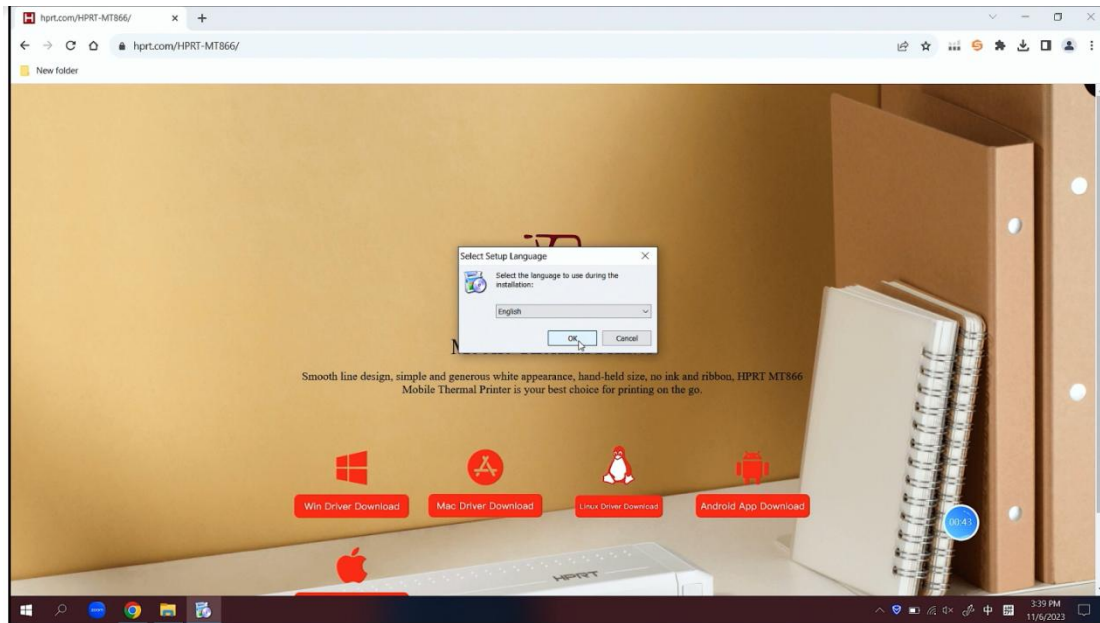 hprt.com/HPRT-MT866/
hprt.com/HPRT-MT866/
New folder
Select Setup Language
Select the language to use during the
installation:
English
OK
Cancel
Smooth line design, simple and generous white appearance, hand-held size, no ink and ribbon, HPRT MT866
Mobile Thermal Printer is your best choice for printing on the go.
Win Driver Download
Mac Driver Download
Linux Driver Download
Android App Download
00:43
HPRT
zoom
中
3:39 PM
11/6/2023